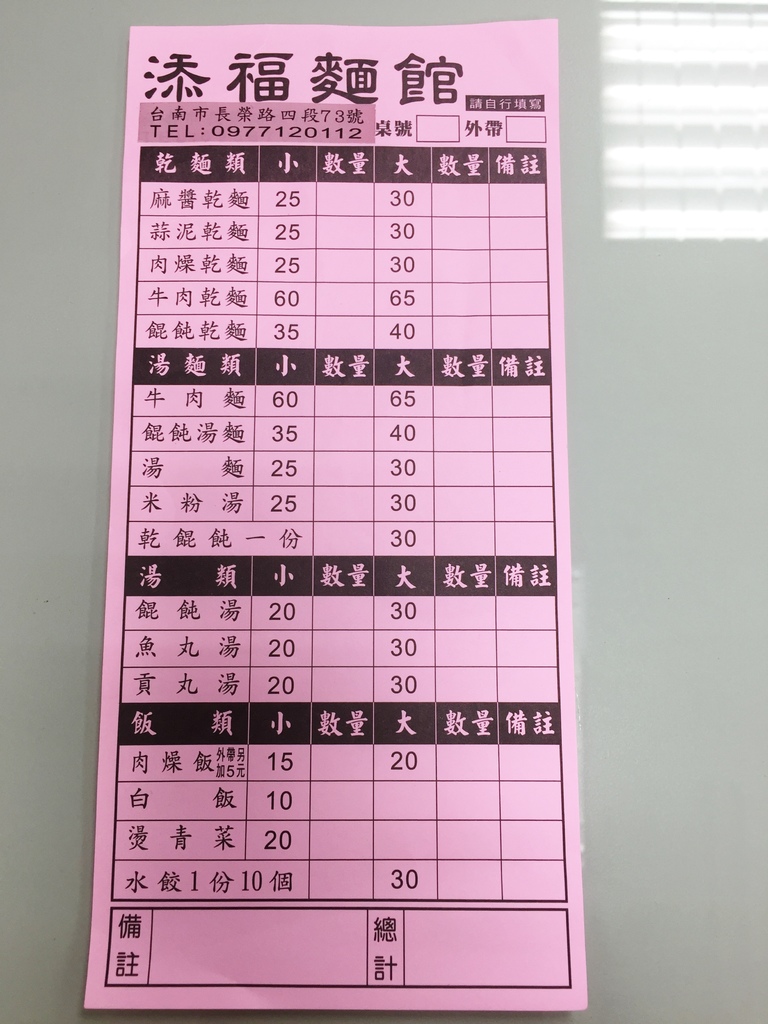 添福麵館
請自行填寫
台南市長榮路四段73號
TEL:0977120112 桌號 外帶
乾麵類 小 數量 大 數量 備註
麻醬乾麵 25 30
蒜泥乾麵 25 30
肉燥乾麵 25 30
牛肉乾麵 60 65
餛飩乾麵 35 40
湯麵類 小 數量 大 數量 備註
牛肉麵 60 65
餛飩湯麵 35 40
湯麵 25 30
米粉湯 25 30
乾餛飩一份 30
湯類 小 數量 大 數量 備註
餛飩湯 20 30
魚丸湯 20 30
貢丸湯 20 30
飯類 小 數量 大 數量 備註
肉燥飯 外帶另加5元 15 20
白飯 10
燙青菜 20
水餃1份10個 30
備註 總計